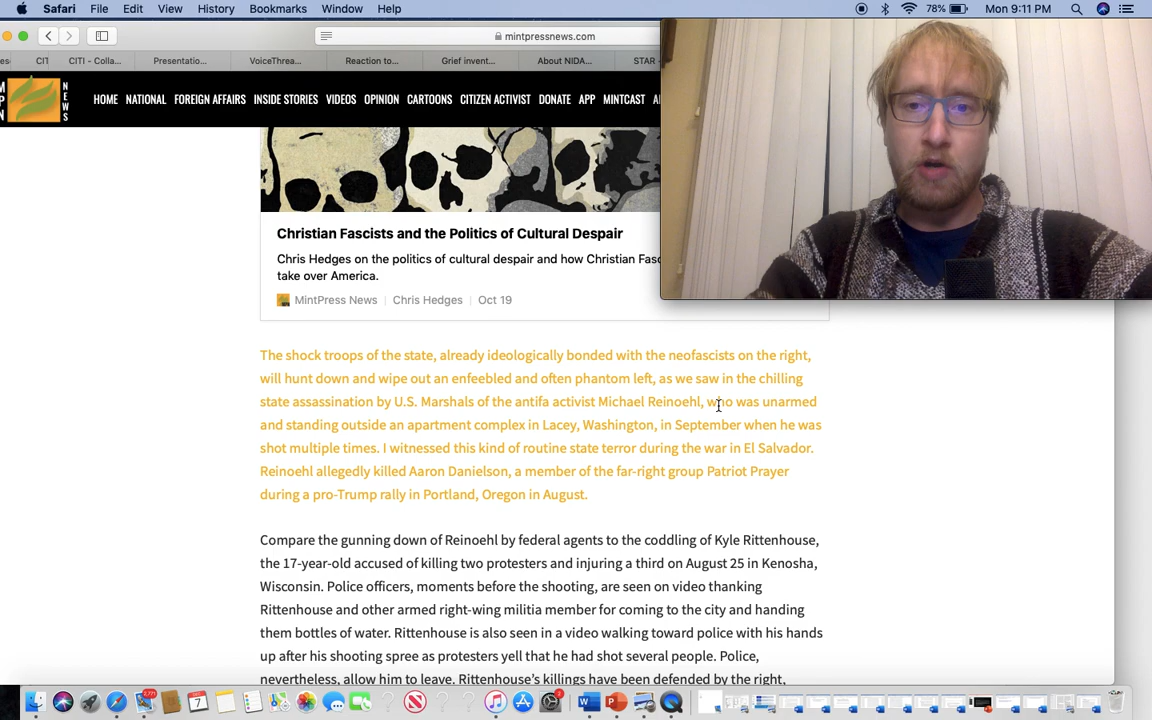 Safari File Edit View History Bookmarks Window Help 78% Mon 9:11 PM
mintpressnews.com
CIT CITI - Colla... Presentatio... VoiceThrea... Reaction to... Grief invent... About NIDA... STAR
M P N NEWS HOME NATIONAL FOREIGN AFFAIRS INSIDE STORIES VIDEOS OPINION CARTOONS CITIZEN ACTIVIST DONATE APP MINTCAST
Christian Fascists and the Politics of Cultural Despair
Chris Hedges on the politics of cultural despair and how Christian Fasc
take over America.
MintPress News | Chris Hedges | Oct 19
The shock troops of the state, already ideologically bonded with the neofascists on the right,
will hunt down and wipe out an enfeebled and often phantom left, as we saw in the chilling
state assassination by U.S. Marshals of the antifa activist Michael Reinoehl, who was unarmed
and standing outside an apartment complex in Lacey, Washington, in September when he was
shot multiple times. I witnessed this kind of routine state terror during the war in El Salvador.
Reinoehl allegedly killed Aaron Danielson, a member of the far-right group Patriot Prayer
during a pro-Trump rally in Portland, Oregon in August.
Compare the gunning down of Reinoehl by federal agents to the coddling of Kyle Rittenhouse,
the 17-year-old accused of killing two protesters and injuring a third on August 25 in Kenosha,
Wisconsin. Police officers, moments before the shooting, are seen on video thanking
Rittenhouse and other armed right-wing militia member for coming to the city and handing
them bottles of water. Rittenhouse is also seen in a video walking toward police with his hands
up after his shooting spree as protesters yell that he had shot several people. Police,
nevertheless, allow him to leave. Rittenhouse's killings have been defended by the right,
7